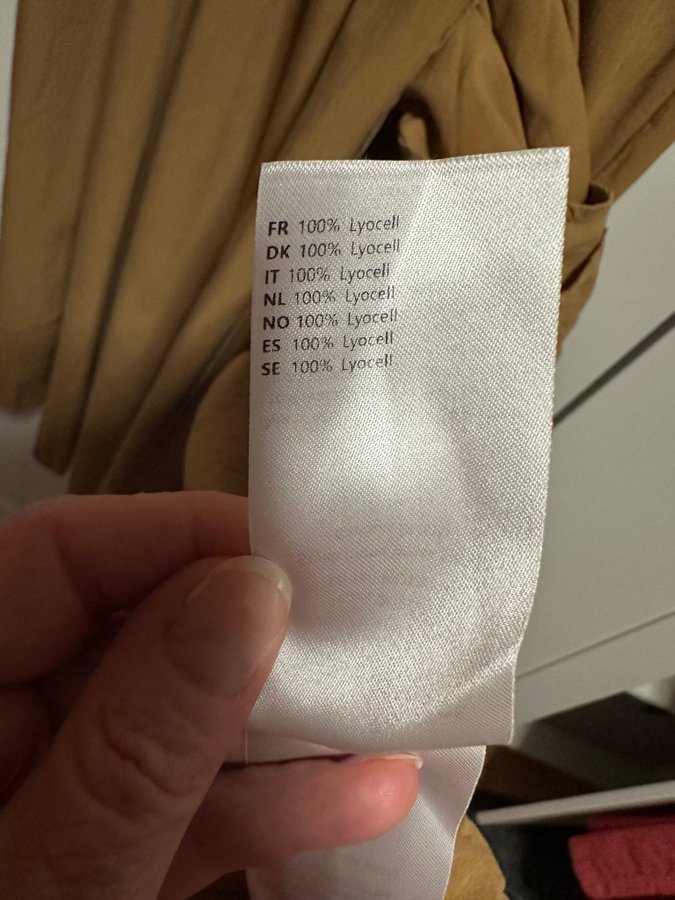 FR 100% Lyocell
DK 100% Lyocell
IT 100% Lyocell
NL 100% Lyocell
NO 100% Lyocell
ES 100% Lyocell
SE 100% Lyocell